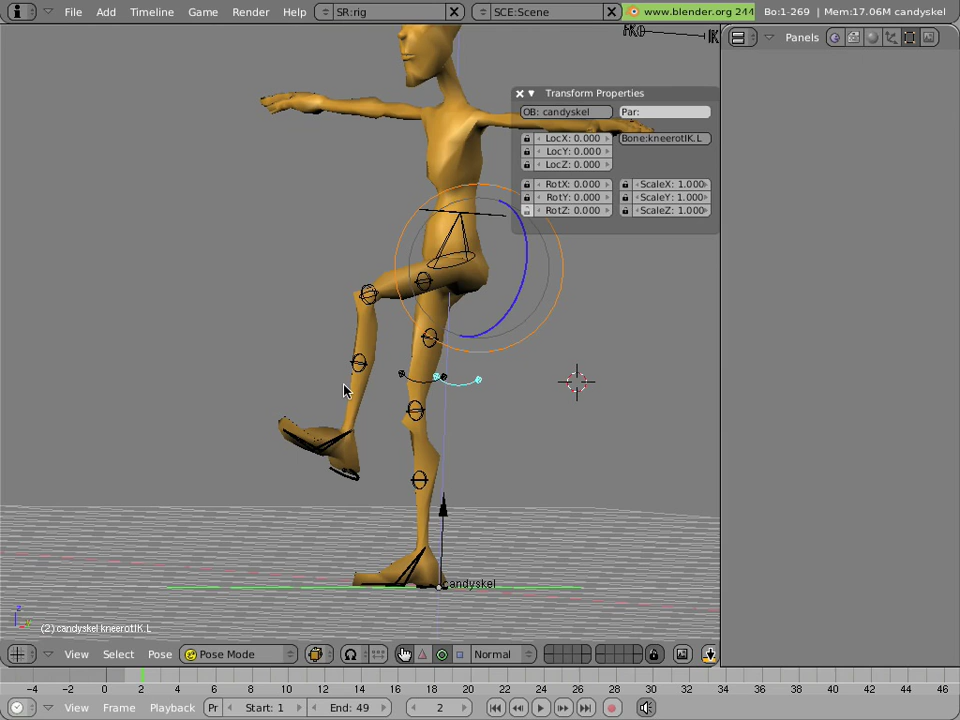 File Add Timeline Game Render Help SR:rig SCE:Scene www.blender.org 244 Bo:1-269 | Mem:17.06M candyskel
Panels
Transform Properties
OB: candyskel Par:
LocX: 0.000 Bone:kneerotIK.L
LocY: 0.000
LocZ: 0.000
RotX: 0.000 ScaleX: 1.000
RotY: 0.000 ScaleY: 1.000
RotZ: 0.000 ScaleZ: 1.000
candyskel
z
(2) candyskel kneerotIK.L
View Select Pose Pose Mode Normal
-4 -2 0 2 4 6 8 10 12 14 16 18 20 22 24 26 28 30 32 34 36 38 40 42 44 46
View Frame Playback Pr Start: 1 End: 49 2